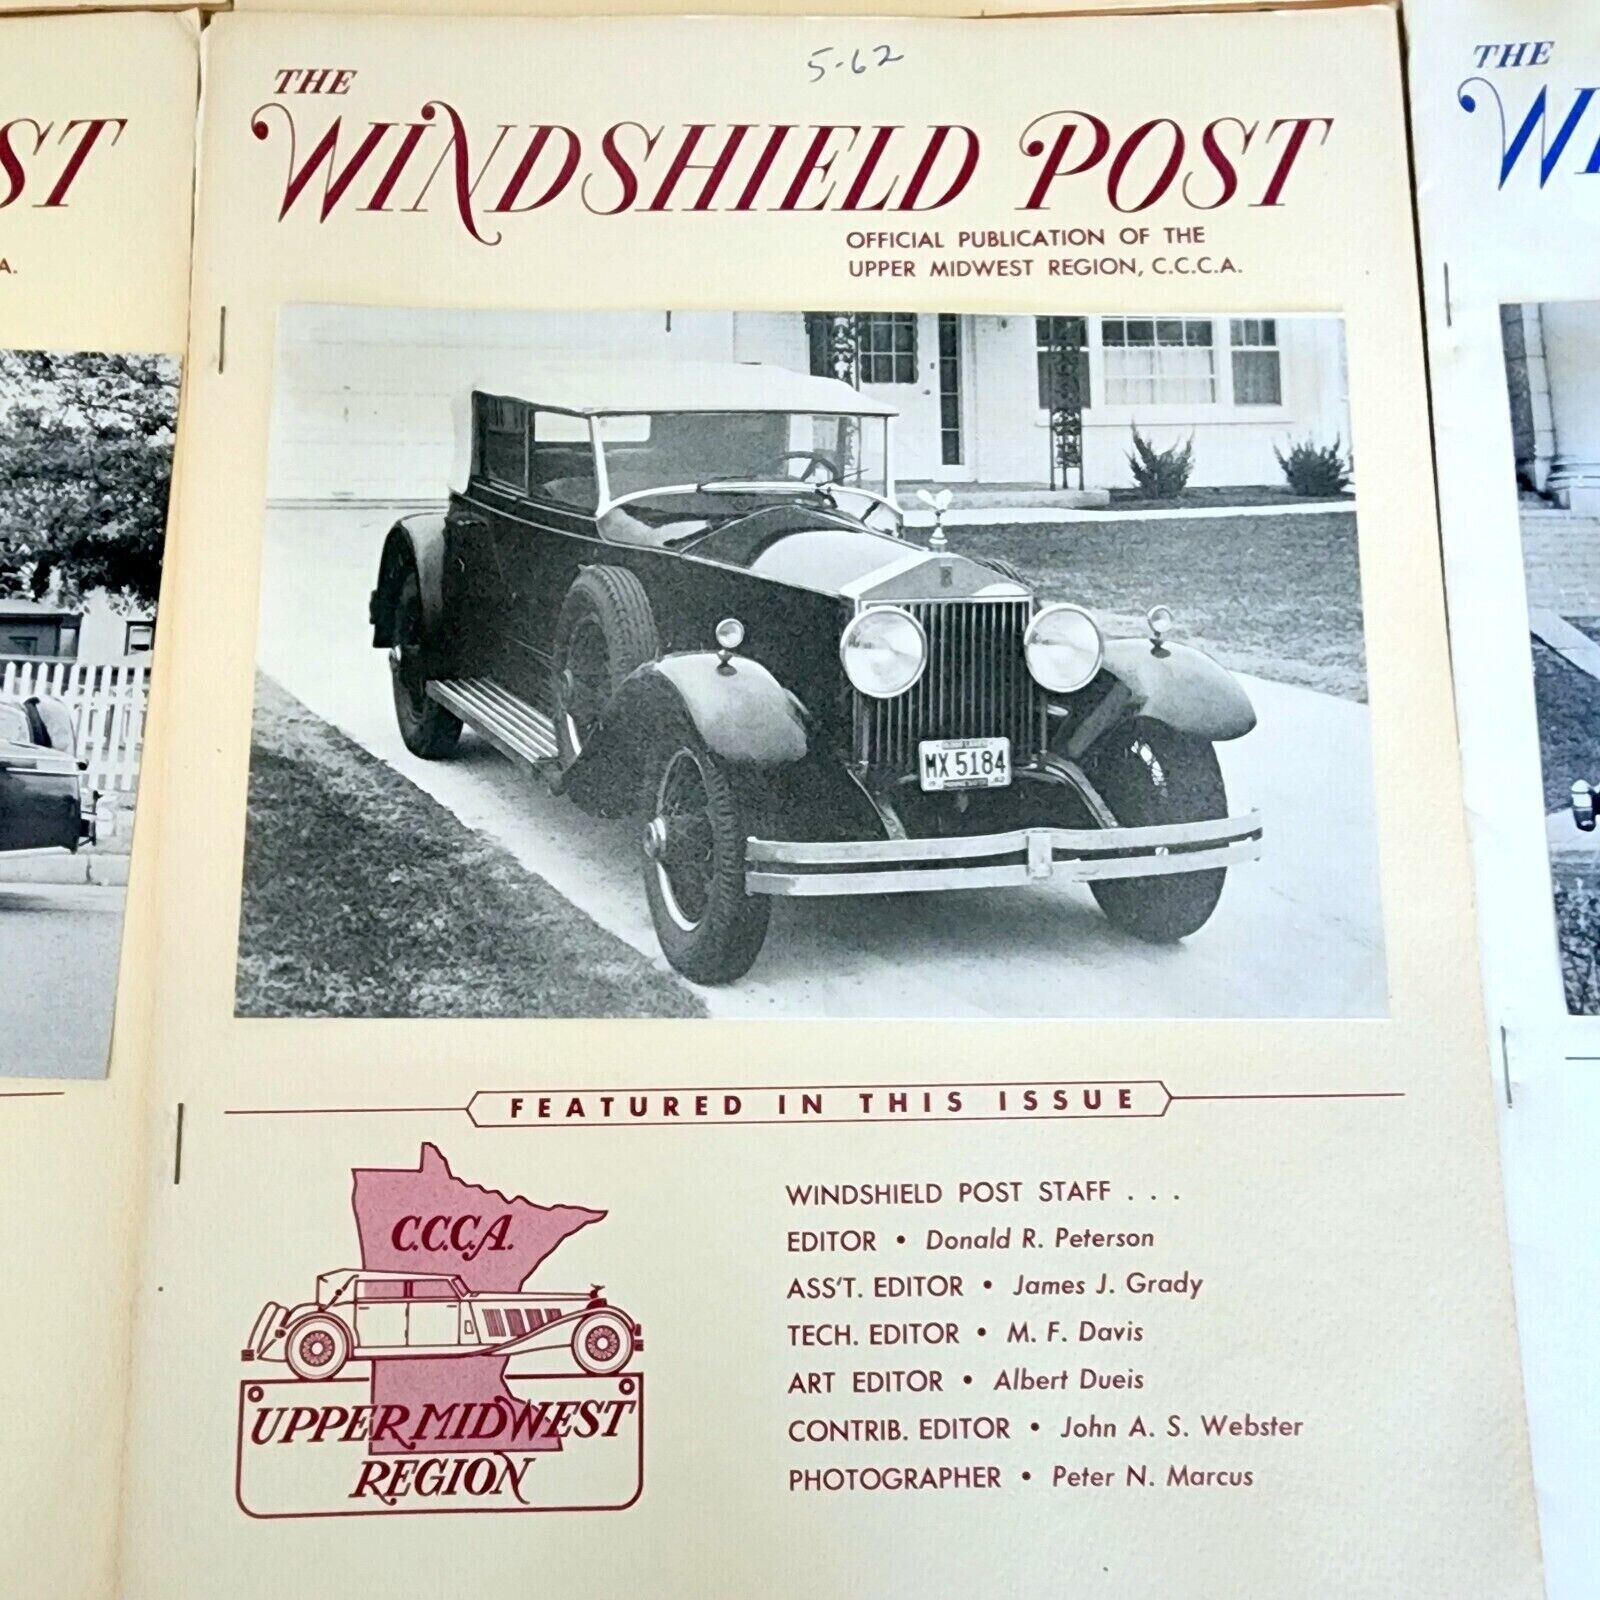 ST
A.
5-62
THE
WINDSHIELD POST
OFFICIAL PUBLICATION OF THE
UPPER MIDWEST REGION, C.C.C.A.
MX 5184
FEATURED IN THIS ISSUE
C.C.C.A.
UPPER MIDWEST
REGION
WINDSHIELD POST STAFF . . .
EDITOR • Donald R. Peterson
ASS'T. EDITOR • James J. Grady
TECH. EDITOR • M. F. Davis
ART EDITOR • Albert Dueis
CONTRIB. EDITOR • John A. S. Webster
PHOTOGRAPHER • Peter N. Marcus
THE
WI